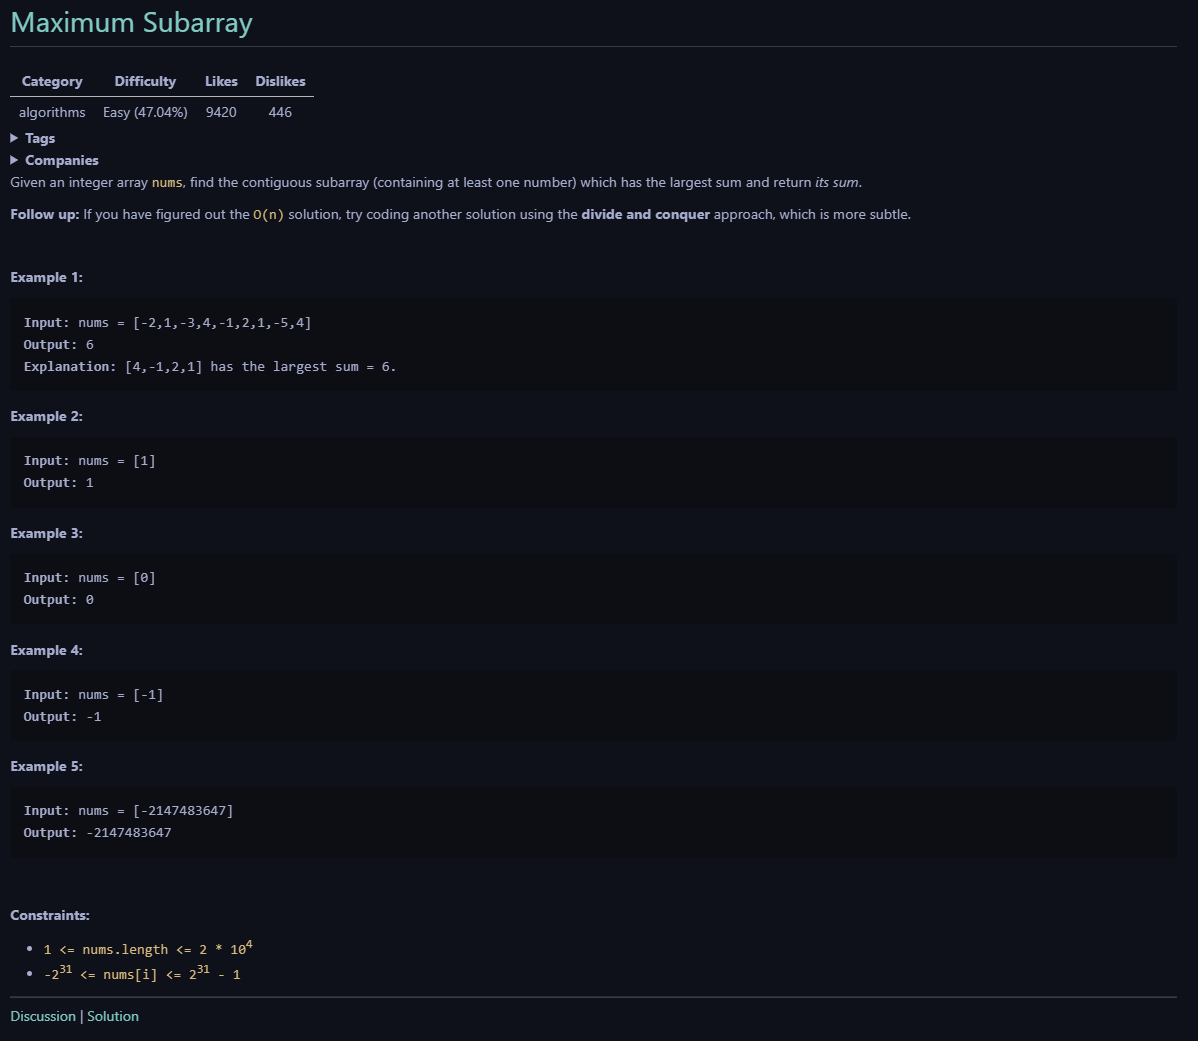 Maximum Subarray
Category Difficulty Likes Dislikes
algorithms Easy (47.04%) 9420 446
▶ Tags
▶ Companies
Given an integer array nums, find the contiguous subarray (containing at least one number) which has the largest sum and return its sum.
Follow up: If you have figured out the O(n) solution, try coding another solution using the divide and conquer approach, which is more subtle.
Example 1:
Input: nums = [-2,1,-3,4,-1,2,1,-5,4]
Output: 6
Explanation: [4,-1,2,1] has the largest sum = 6.
Example 2:
Input: nums = [1]
Output: 1
Example 3:
Input: nums = [0]
Output: 0
Example 4:
Input: nums = [-1]
Output: -1
Example 5:
Input: nums = [-2147483647]
Output: -2147483647
Constraints:
• 1 <= nums.length <= 2 * 10⁴
• -2³¹ <= nums[i] <= 2³¹ - 1
Discussion | Solution